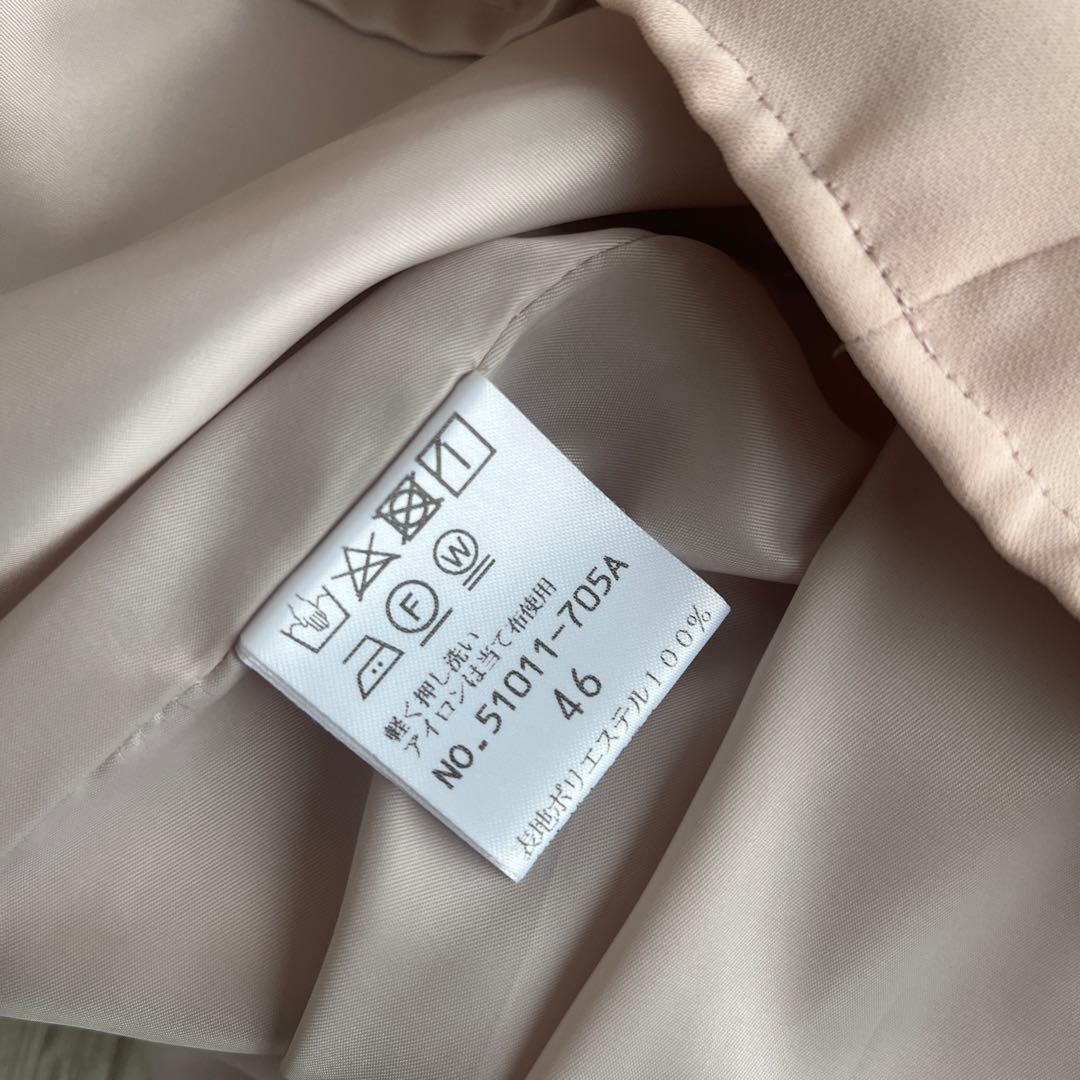 F W
軽く押し洗い
アイロンは当て布使用
NO.51011-705A
46
表地ポリエステル100%